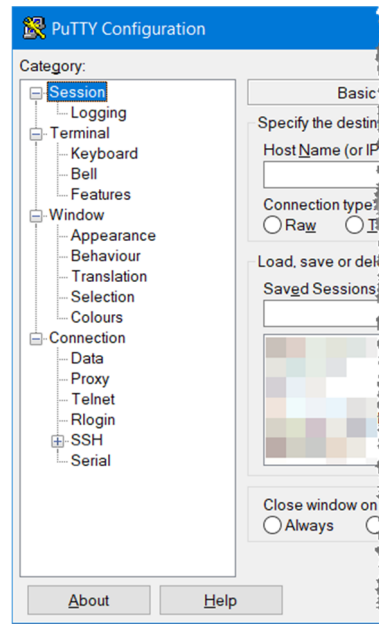 PuTTY Configuration
Category:
Session
Logging
Terminal
Keyboard
Bell
Features
Window
Appearance
Behaviour
Translation
Selection
Colours
Connection
Data
Proxy
Telnet
Rlogin
SSH
Serial
Basic
Specify the destin
Host Name (or IP
Connection type:
Raw T
Load, save or del
Saved Sessions
Close window on
Always
About Help